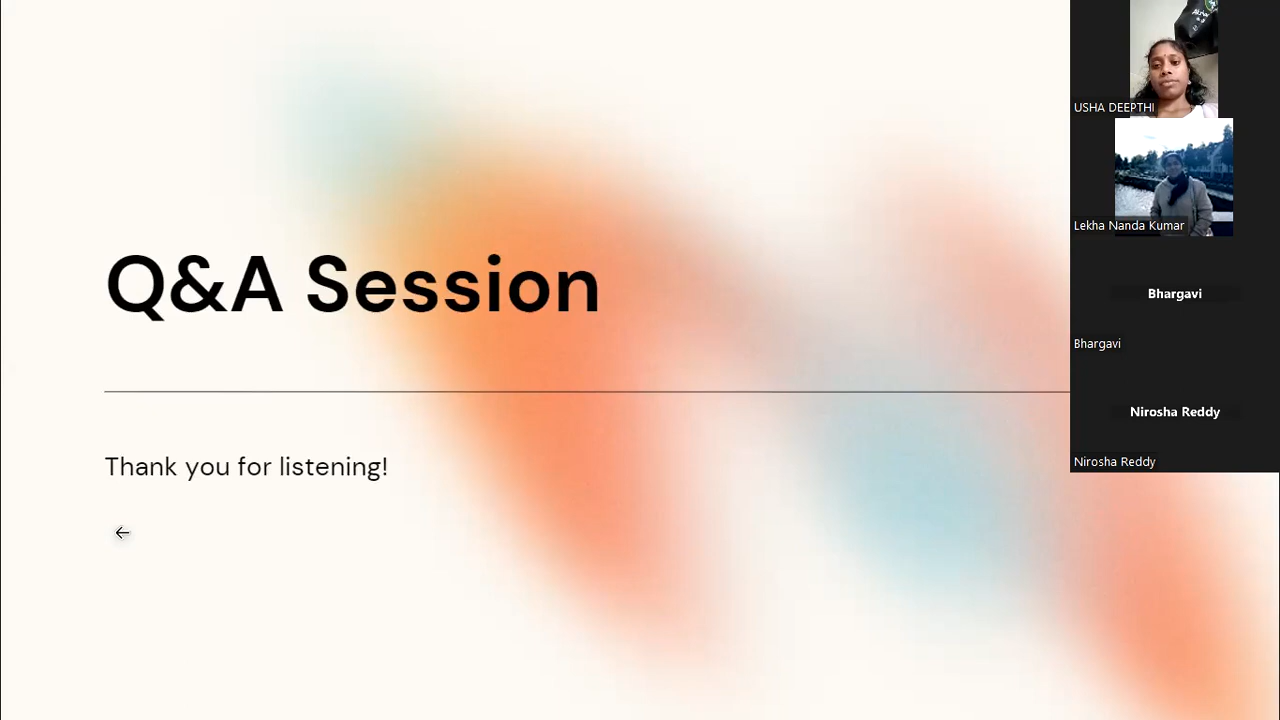 Q&A Session
Thank you for listening!
USHA DEEPTHI
Lekha Nanda Kumar
Bhargavi
Bhargavi
Nirosha Reddy
Nirosha Reddy